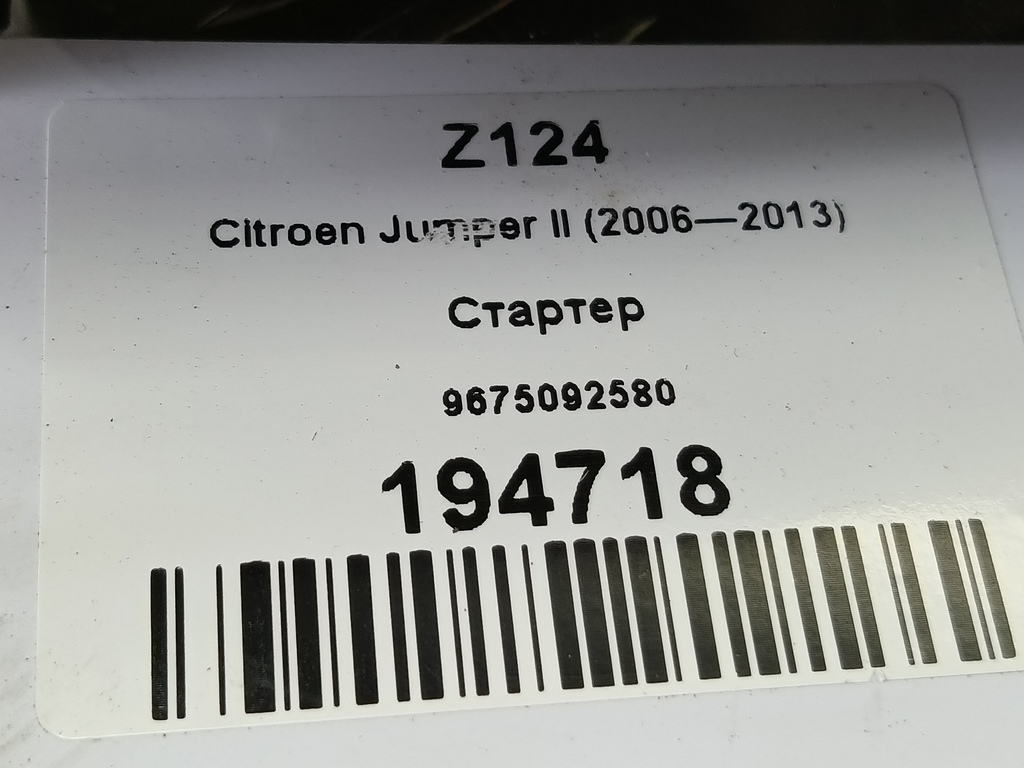 Z124
Citroen Jumper II (2006—2013)
Стартер
9675092580
194718